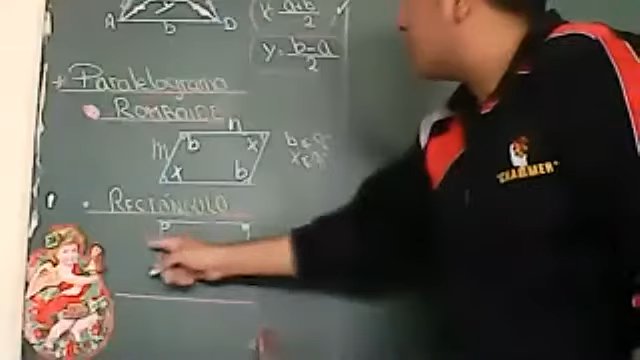 y
x = a+b/2
A b D
y = b-a/2
* Paralelogramo
ROMBOIDE
n
m b x
x b
RECTÁNGULO